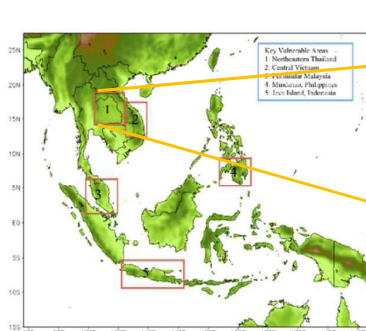 Key Vulnerable Areas
1 Northeastern Thailand
2 Central Vietnam
3 Peninsular Malaysia
4 Mindanao, Philippines
5 Java Island, Indonesia
25N
20N
15N
10N
5N
EQ
5S
10S
15S
2
3
4
5